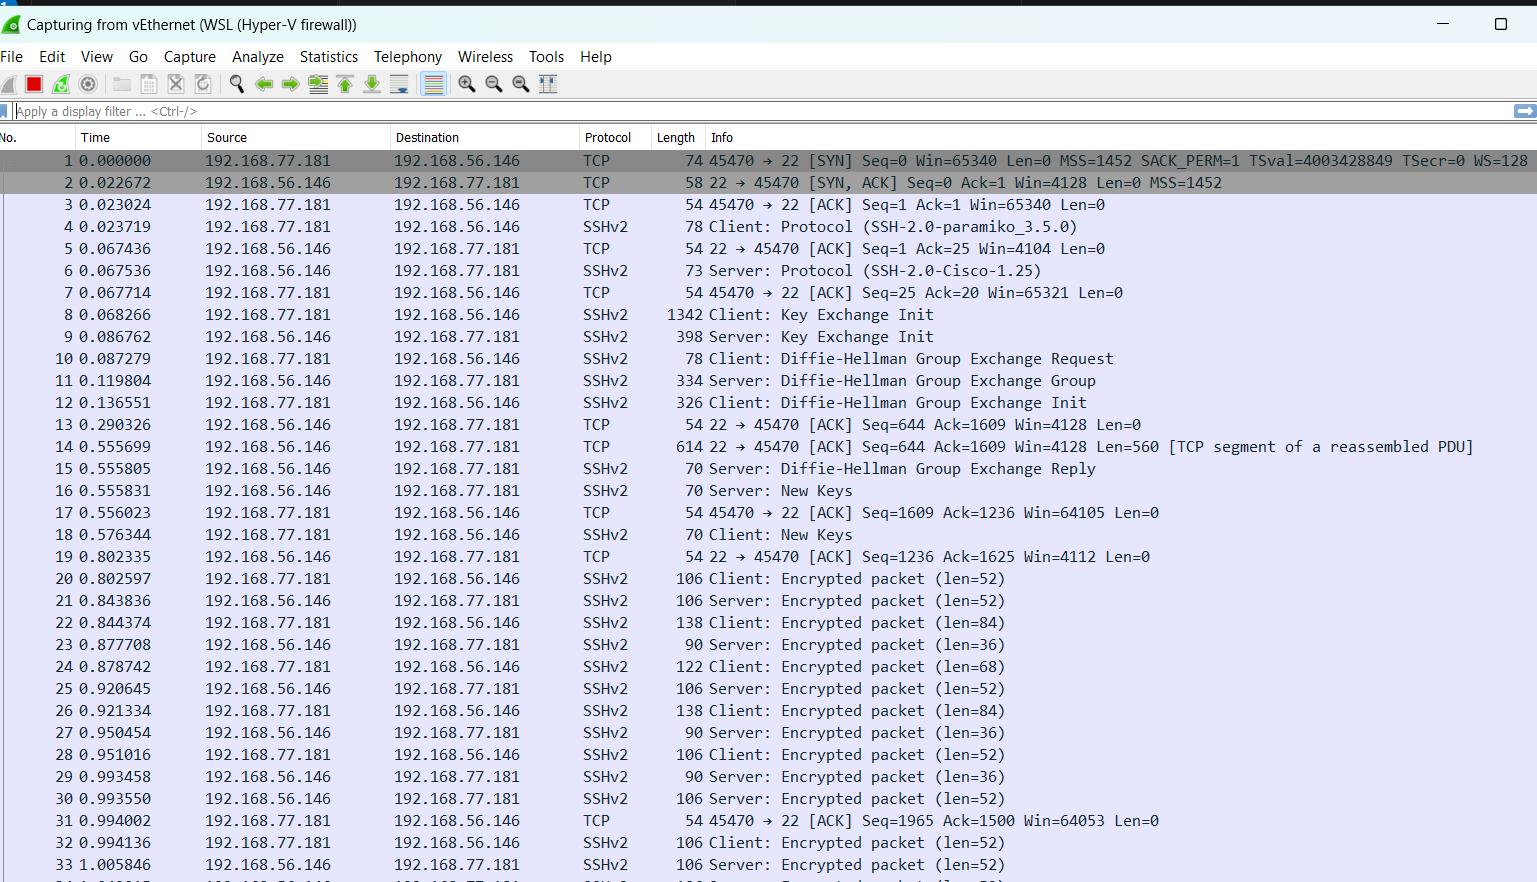 Capturing from vEthernet (WSL (Hyper-V firewall))
File Edit View Go Capture Analyze Statistics Telephony Wireless Tools Help
Apply a display filter ... <Ctrl-/>
No. Time Source Destination Protocol Length Info
1 0.000000 192.168.77.181 192.168.56.146 TCP 74 45470 → 22 [SYN] Seq=0 Win=65340 Len=0 MSS=1452 SACK_PERM=1 TSval=4003428849 TSecr=0 WS=128
2 0.022672 192.168.56.146 192.168.77.181 TCP 58 22 → 45470 [SYN, ACK] Seq=0 Ack=1 Win=4128 Len=0 MSS=1452
3 0.023024 192.168.77.181 192.168.56.146 TCP 54 45470 → 22 [ACK] Seq=1 Ack=1 Win=65340 Len=0
4 0.023719 192.168.77.181 192.168.56.146 SSHv2 78 Client: Protocol (SSH-2.0-paramiko_3.5.0)
5 0.067436 192.168.56.146 192.168.77.181 TCP 54 22 → 45470 [ACK] Seq=1 Ack=25 Win=4104 Len=0
6 0.067536 192.168.56.146 192.168.77.181 SSHv2 73 Server: Protocol (SSH-2.0-Cisco-1.25)
7 0.067714 192.168.77.181 192.168.56.146 TCP 54 45470 → 22 [ACK] Seq=25 Ack=20 Win=65321 Len=0
8 0.068266 192.168.77.181 192.168.56.146 SSHv2 1342 Client: Key Exchange Init
9 0.086762 192.168.56.146 192.168.77.181 SSHv2 398 Server: Key Exchange Init
10 0.087279 192.168.77.181 192.168.56.146 SSHv2 78 Client: Diffie-Hellman Group Exchange Request
11 0.119804 192.168.56.146 192.168.77.181 SSHv2 334 Server: Diffie-Hellman Group Exchange Group
12 0.136551 192.168.77.181 192.168.56.146 SSHv2 326 Client: Diffie-Hellman Group Exchange Init
13 0.290326 192.168.56.146 192.168.77.181 TCP 54 22 → 45470 [ACK] Seq=644 Ack=1609 Win=4128 Len=0
14 0.555699 192.168.56.146 192.168.77.181 TCP 614 22 → 45470 [ACK] Seq=644 Ack=1609 Win=4128 Len=560 [TCP segment of a reassembled PDU]
15 0.555805 192.168.56.146 192.168.77.181 SSHv2 70 Server: Diffie-Hellman Group Exchange Reply
16 0.555831 192.168.56.146 192.168.77.181 SSHv2 70 Server: New Keys
17 0.556023 192.168.77.181 192.168.56.146 TCP 54 45470 → 22 [ACK] Seq=1609 Ack=1236 Win=64105 Len=0
18 0.576344 192.168.77.181 192.168.56.146 SSHv2 70 Client: New Keys
19 0.802335 192.168.56.146 192.168.77.181 TCP 54 22 → 45470 [ACK] Seq=1236 Ack=1625 Win=4112 Len=0
20 0.802597 192.168.77.181 192.168.56.146 SSHv2 106 Client: Encrypted packet (len=52)
21 0.843836 192.168.56.146 192.168.77.181 SSHv2 106 Server: Encrypted packet (len=52)
22 0.844374 192.168.77.181 192.168.56.146 SSHv2 138 Client: Encrypted packet (len=84)
23 0.877708 192.168.56.146 192.168.77.181 SSHv2 90 Server: Encrypted packet (len=36)
24 0.878742 192.168.77.181 192.168.56.146 SSHv2 122 Client: Encrypted packet (len=68)
25 0.920645 192.168.56.146 192.168.77.181 SSHv2 106 Server: Encrypted packet (len=52)
26 0.921334 192.168.77.181 192.168.56.146 SSHv2 138 Client: Encrypted packet (len=84)
27 0.950454 192.168.56.146 192.168.77.181 SSHv2 90 Server: Encrypted packet (len=36)
28 0.951016 192.168.77.181 192.168.56.146 SSHv2 106 Client: Encrypted packet (len=52)
29 0.993458 192.168.56.146 192.168.77.181 SSHv2 90 Server: Encrypted packet (len=36)
30 0.993550 192.168.56.146 192.168.77.181 SSHv2 106 Server: Encrypted packet (len=52)
31 0.994002 192.168.77.181 192.168.56.146 TCP 54 45470 → 22 [ACK] Seq=1965 Ack=1500 Win=64053 Len=0
32 0.994136 192.168.77.181 192.168.56.146 SSHv2 106 Client: Encrypted packet (len=52)
33 1.005846 192.168.56.146 192.168.77.181 SSHv2 106 Server: Encrypted packet (len=52)